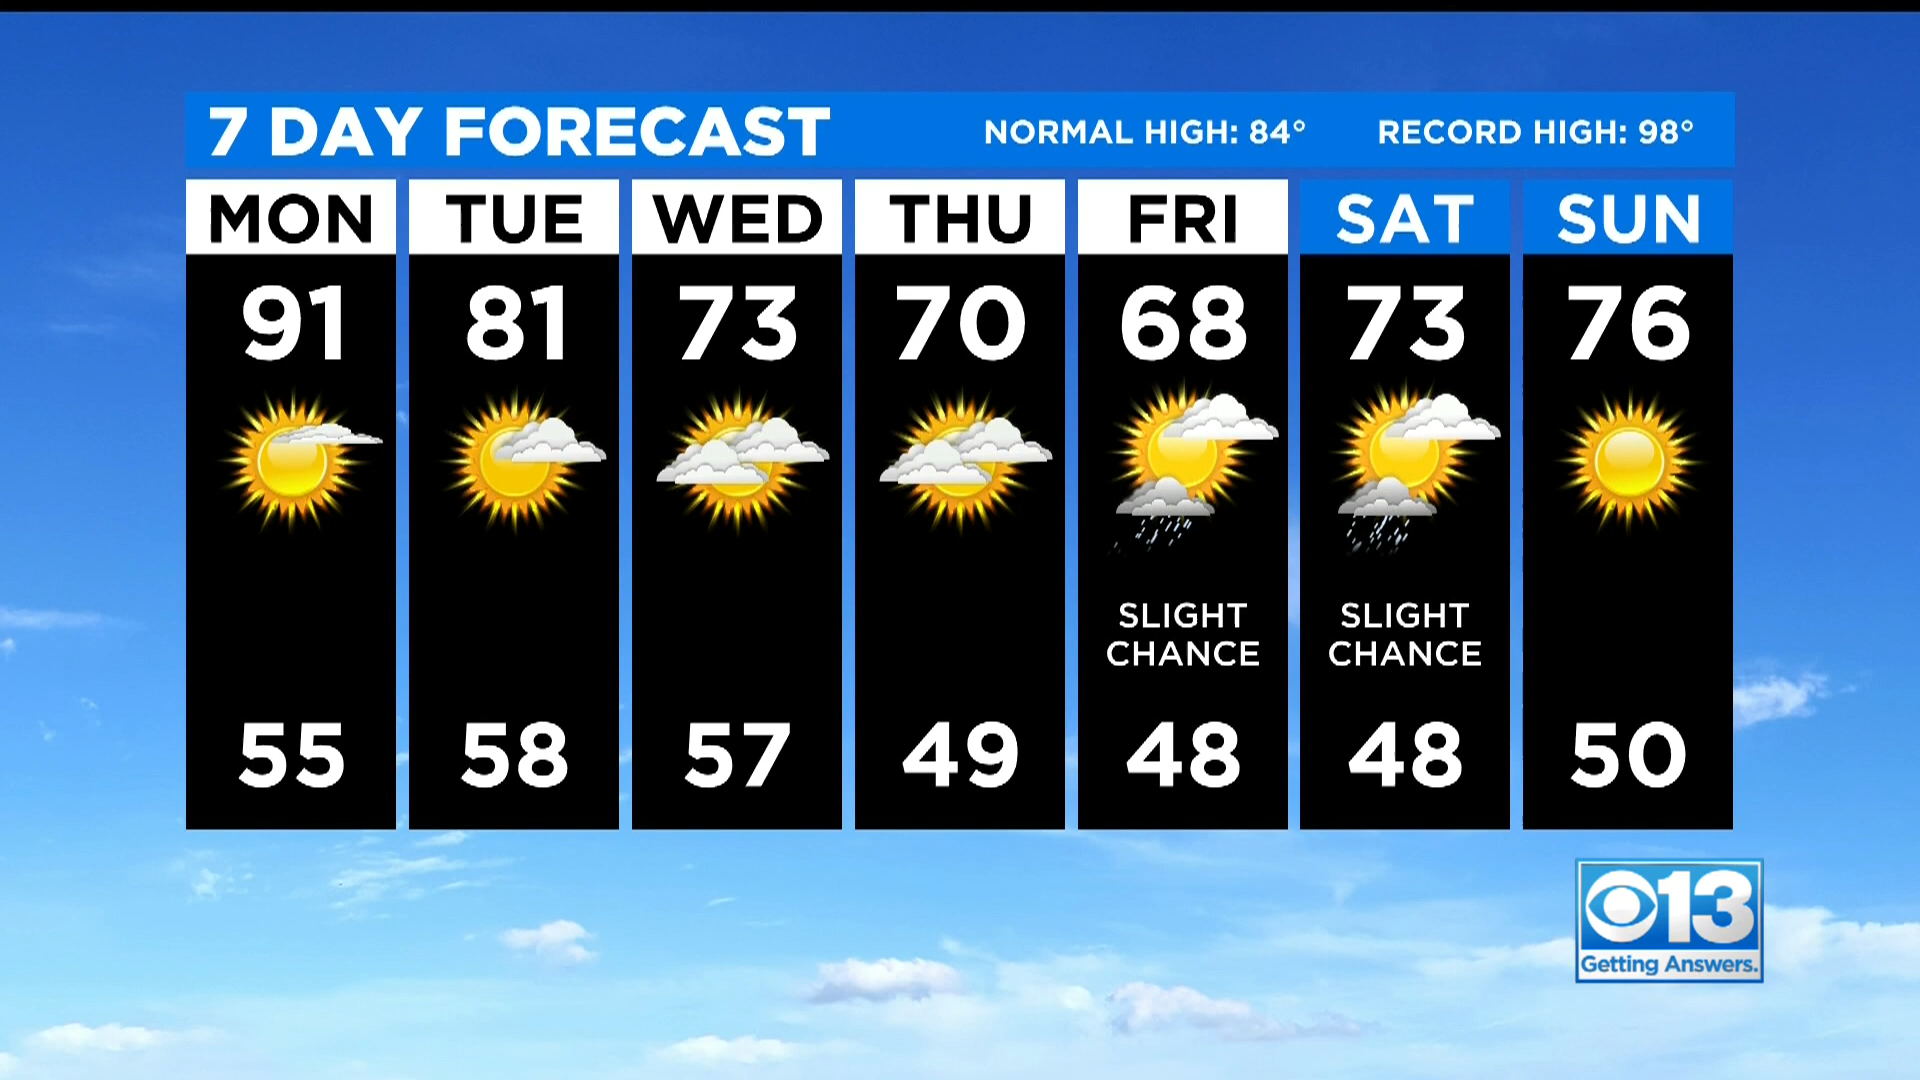 7 DAY FORECAST NORMAL HIGH: 84° RECORD HIGH: 98°
MON TUE WED THU FRI SAT SUN
91 81 73 70 68 73 76
SLIGHT CHANCE SLIGHT CHANCE
55 58 57 49 48 48 50
13
Getting Answers.